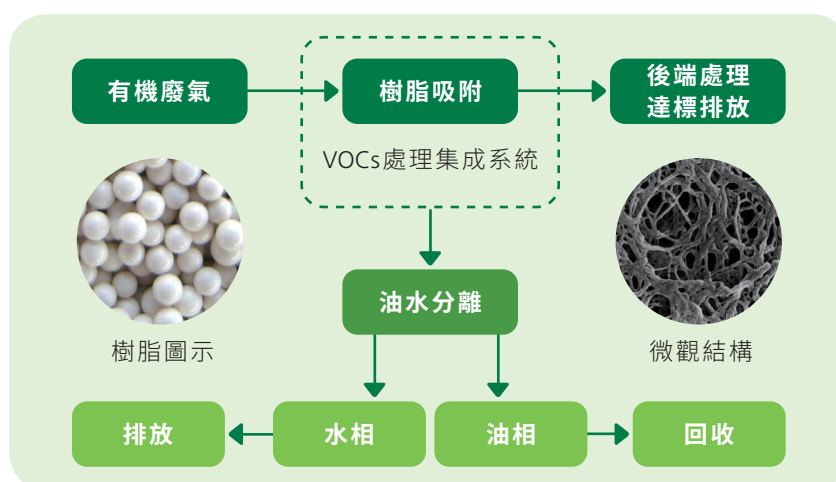 有機廢氣
樹脂吸附
後端處理
達標排放
VOCs處理集成系統
油水分離
樹脂圖示
微觀結構
排放
水相
油相
回收